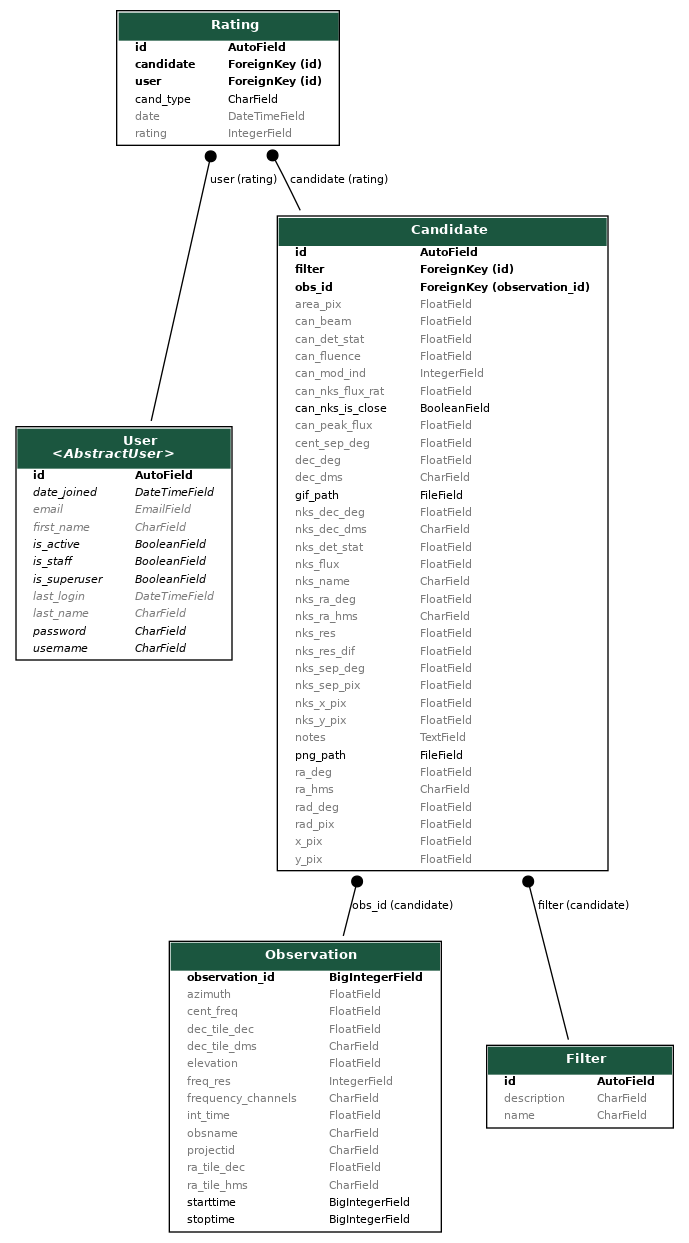 Rating
id AutoField
candidate ForeignKey (id)
user ForeignKey (id)
cand_type CharField
date DateTimeField
rating IntegerField
user (rating) candidate (rating)
Candidate
id AutoField
filter ForeignKey (id)
obs_id ForeignKey (observation_id)
area_pix FloatField
can_beam FloatField
can_det_stat FloatField
can_fluence FloatField
can_mod_ind IntegerField
can_nks_flux_rat FloatField
can_nks_is_close BooleanField
can_peak_flux FloatField
cent_sep_deg FloatField
dec_deg FloatField
dec_dms CharField
gif_path FileField
nks_dec_deg FloatField
nks_dec_dms CharField
nks_det_stat FloatField
nks_flux FloatField
nks_name CharField
nks_ra_deg FloatField
nks_ra_hms CharField
nks_res FloatField
nks_res_dif FloatField
nks_sep_deg FloatField
nks_sep_pix FloatField
nks_x_pix FloatField
nks_y_pix FloatField
notes TextField
png_path FileField
ra_deg FloatField
ra_hms CharField
rad_deg FloatField
rad_pix FloatField
x_pix FloatField
y_pix FloatField
User
<AbstractUser>
id AutoField
date_joined DateTimeField
email EmailField
first_name CharField
is_active BooleanField
is_staff BooleanField
is_superuser BooleanField
last_login DateTimeField
last_name CharField
password CharField
username CharField
obs_id (candidate) filter (candidate)
Observation
observation_id BigIntegerField
azimuth FloatField
cent_freq FloatField
dec_tile_dec FloatField
dec_tile_dms CharField
elevation FloatField
freq_res IntegerField
frequency_channels CharField
int_time FloatField
obsname CharField
projectid CharField
ra_tile_dec FloatField
ra_tile_hms CharField
starttime BigIntegerField
stoptime BigIntegerField
Filter
id AutoField
description CharField
name CharField